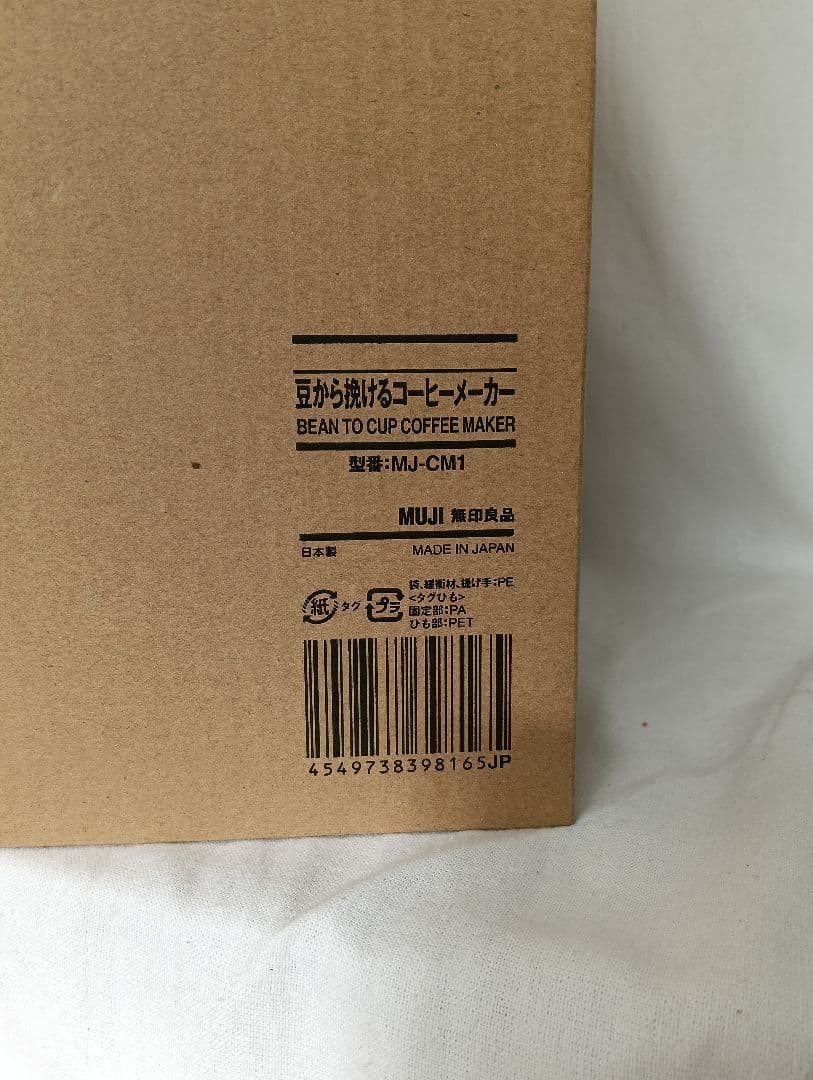 豆から挽けるコーヒーメーカー
BEAN TO CUP COFFEE MAKER
型番:MJ-CM1
MUJI 無印良品
日本製 MADE IN JAPAN
紙 タグ プラ
袋、緩衝材、提げ手:PE
<タグひも>
固定部:PA
ひも部:PET
4549738398165JP